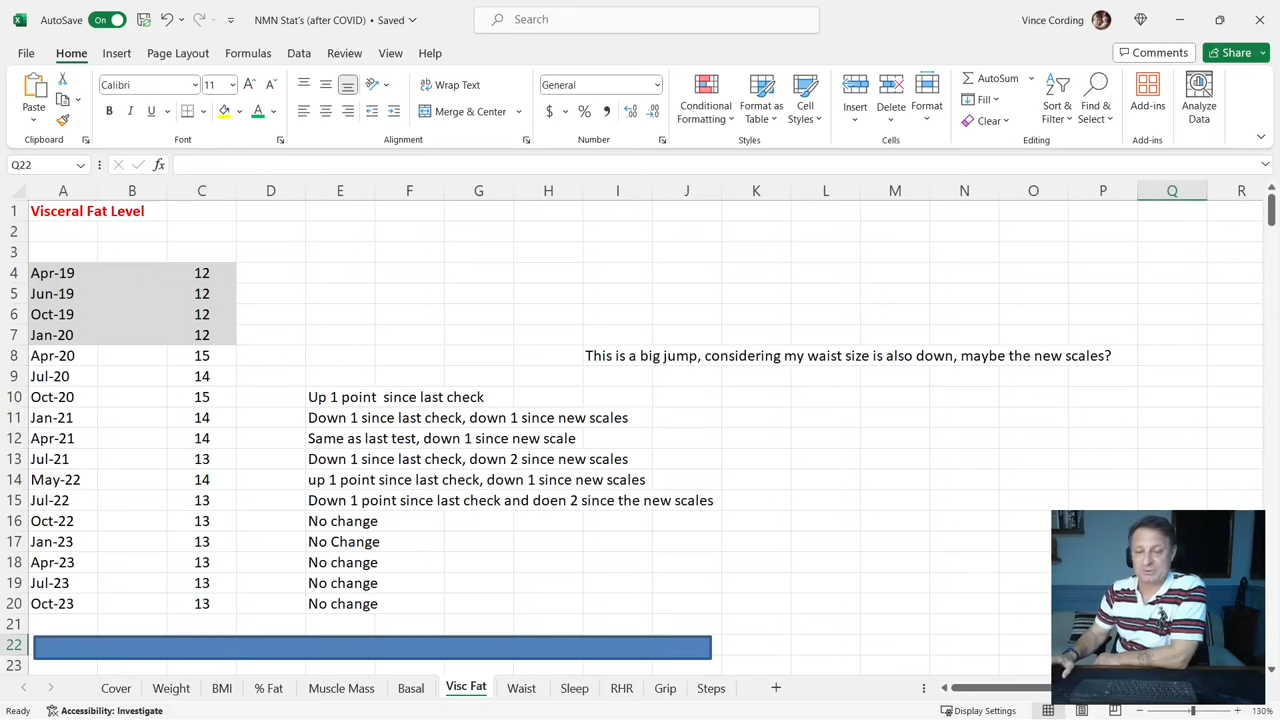 AutoSave On NMN Stat's (after COVID) • Saved Search Vince Cording
File Home Insert Page Layout Formulas Data Review View Help Comments Share
Paste Calibri 11 Wrap Text General Conditional Formatting Format as Table Cell Styles Insert Delete Format AutoSum Sort & Filter Find & Select Add-ins Analyze Data
B I U Merge & Center $ % , Fill
Clear
Clipboard Font Alignment Number Styles Cells Editing Add-ins
Q22 fx
A B C D E F G H I J K L M N O P Q R
1 Visceral Fat Level
2
3
4 Apr-19 12
5 Jun-19 12
6 Oct-19 12
7 Jan-20 12
8 Apr-20 15 This is a big jump, considering my waist size is also down, maybe the new scales?
9 Jul-20 14
10 Oct-20 15 Up 1 point since last check
11 Jan-21 14 Down 1 since last check, down 1 since new scales
12 Apr-21 14 Same as last test, down 1 since new scale
13 Jul-21 13 Down 1 since last check, down 2 since new scales
14 May-22 14 up 1 point since last check, down 1 since new scales
15 Jul-22 13 Down 1 point since last check and doen 2 since the new scales
16 Oct-22 13 No change
17 Jan-23 13 No Change
18 Apr-23 13 No change
19 Jul-23 13 No change
20 Oct-23 13 No change
21
22
23
Cover Weight BMI % Fat Muscle Mass Basal Visc Fat Waist Sleep RHR Grip Steps
Ready Accessibility: Investigate Display Settings 130%